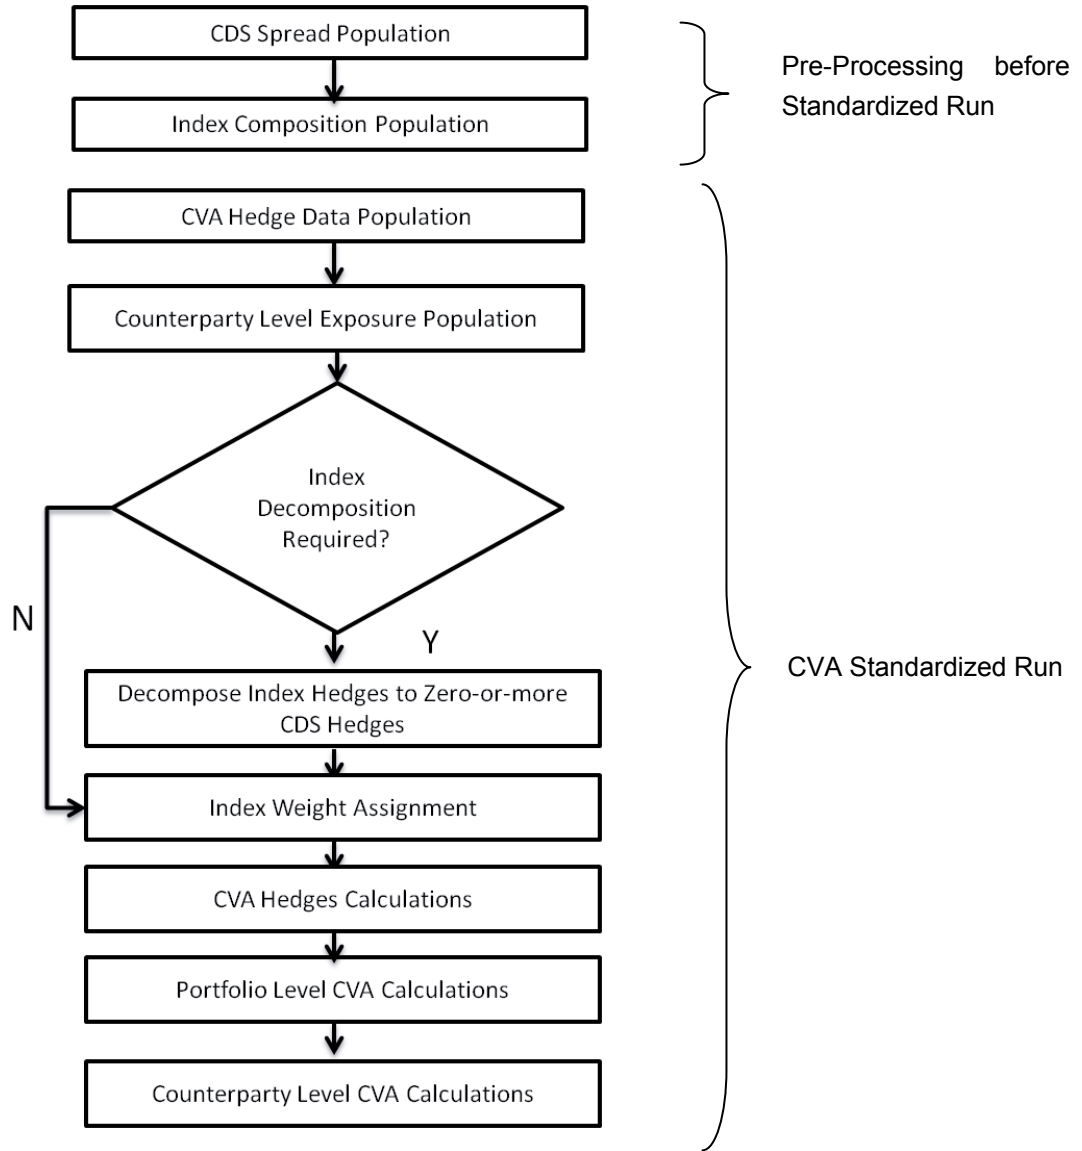 CDS Spread Population
Index Composition Population
Pre-Processing before
Standardized Run
CVA Hedge Data Population
Counterparty Level Exposure Population
Index
Decomposition
Required?
N
Y
CVA Standardized Run
Decompose Index Hedges to Zero-or-more
CDS Hedges
Index Weight Assignment
CVA Hedges Calculations
Portfolio Level CVA Calculations
Counterparty Level CVA Calculations